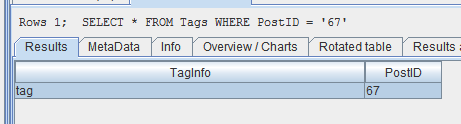 Rows 1;  SELECT * FROM Tags WHERE PostID = '67'
Results MetaData Info Overview / Charts Rotated table Results a
TagInfo PostID
tag 67